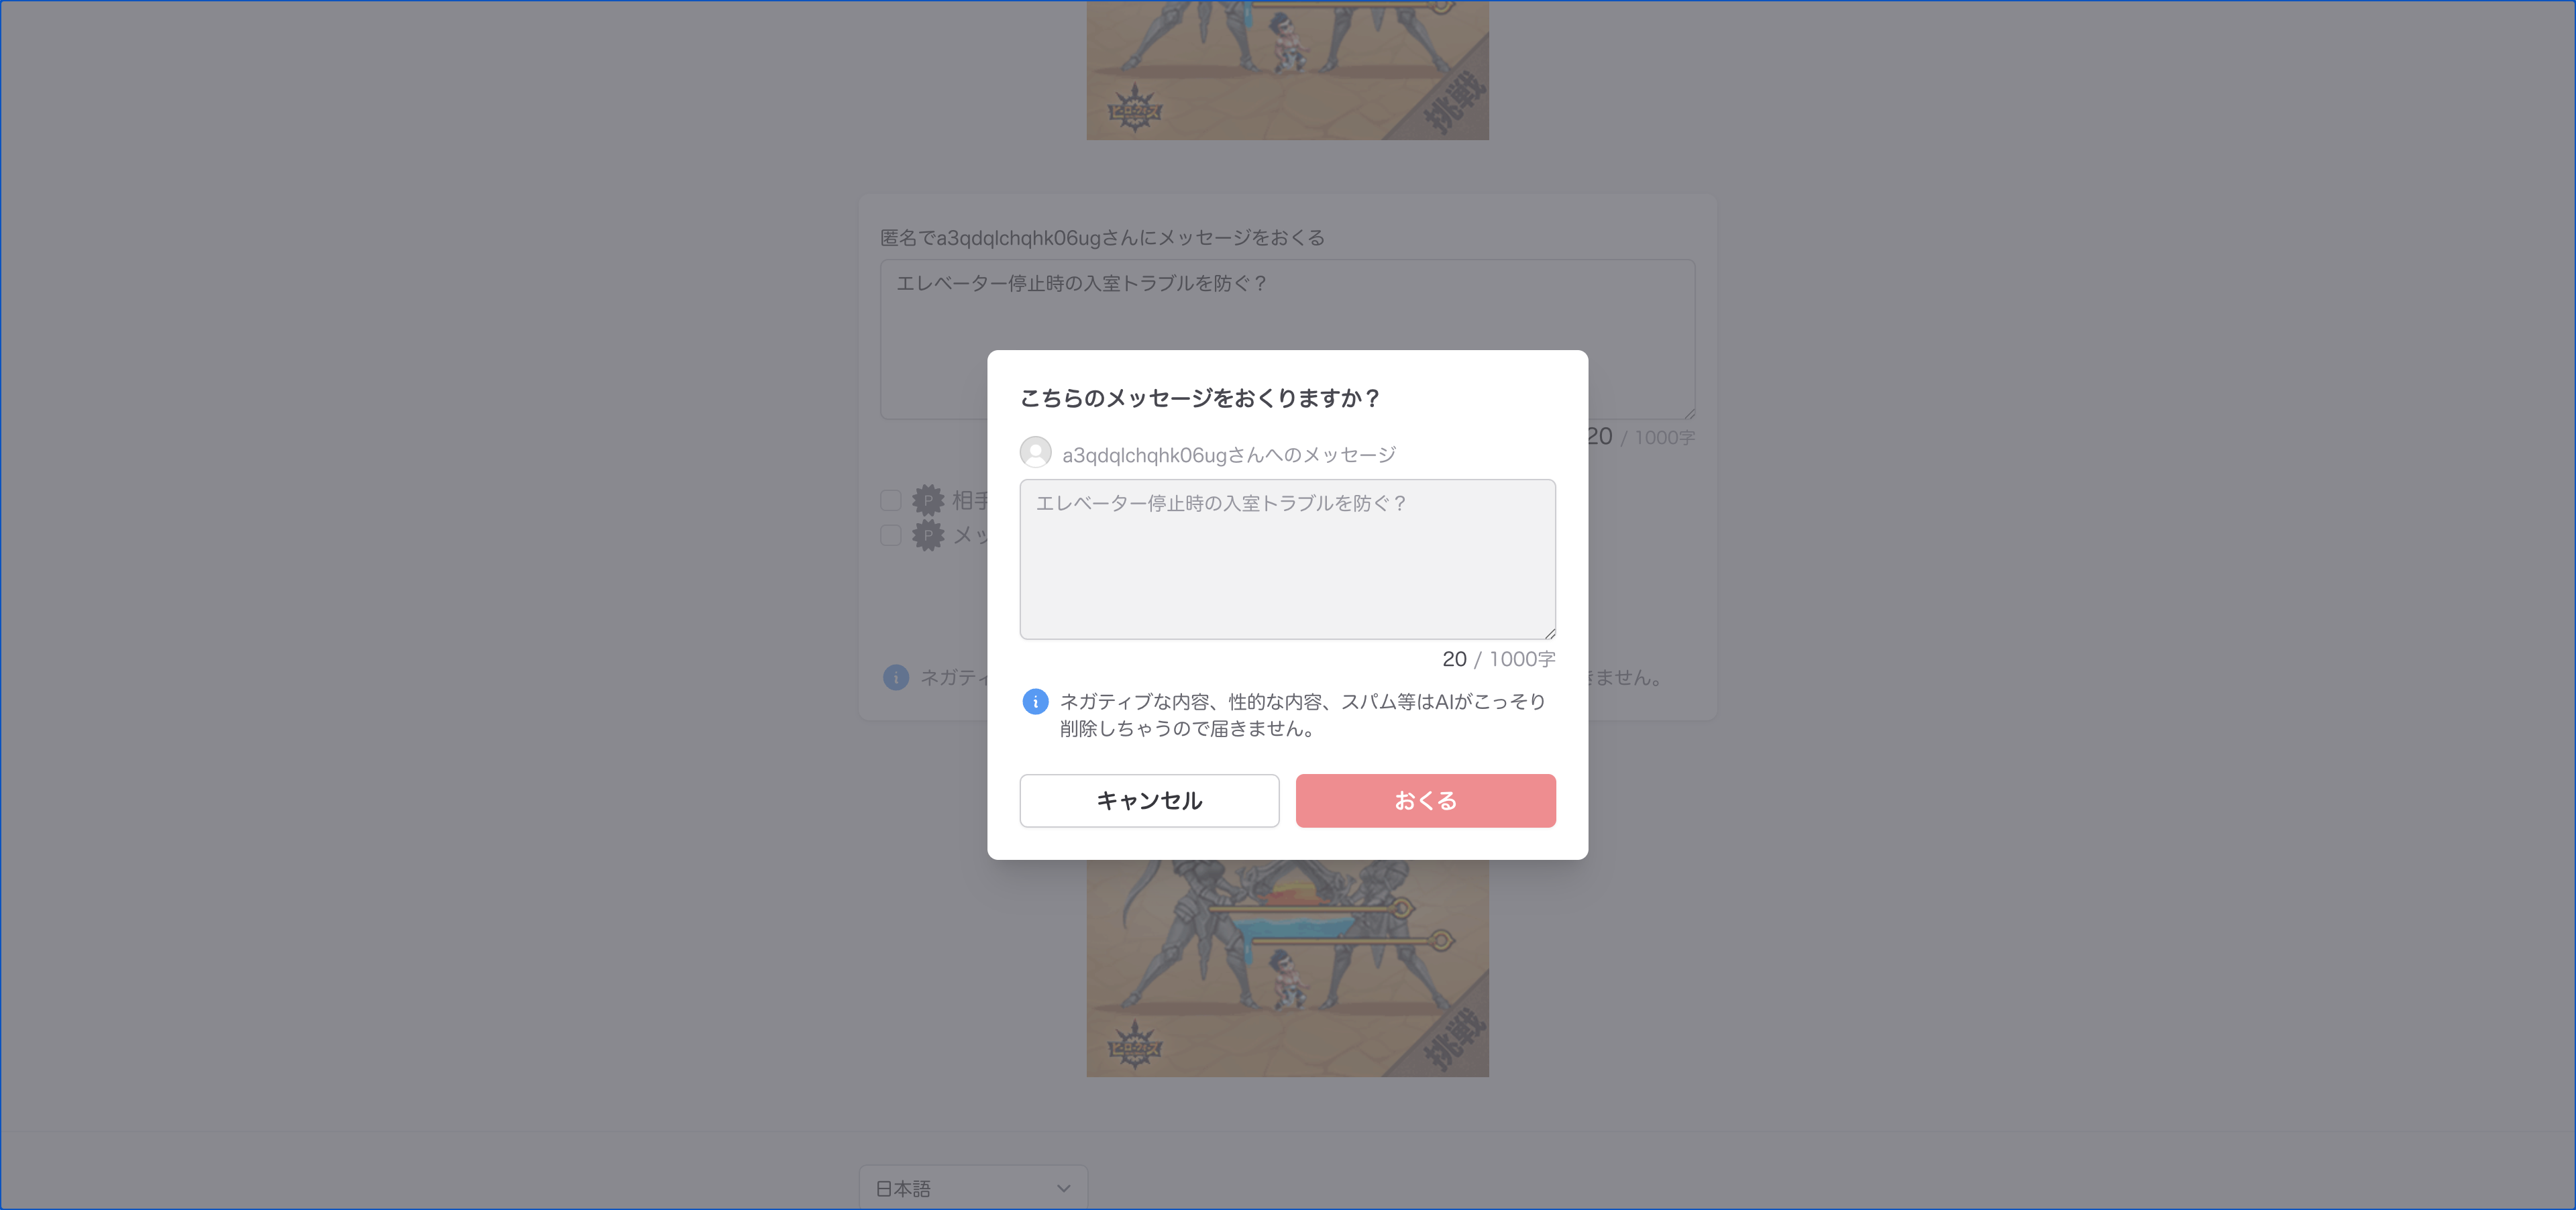 挑戦
匿名でa3qdqlchqhk06ugさんにメッセージをおくる
エレベーター停止時の入室トラブルを防ぐ？
20 / 1000字
P 相手
P メッ
ネガティ
きません。
こちらのメッセージをおくりますか？
a3qdqlchqhk06ugさんへのメッセージ
エレベーター停止時の入室トラブルを防ぐ？
20 / 1000字
ネガティブな内容、性的な内容、スパム等はAIがこっそり
削除しちゃうので届きません。
キャンセル
おくる
挑戦
日本語